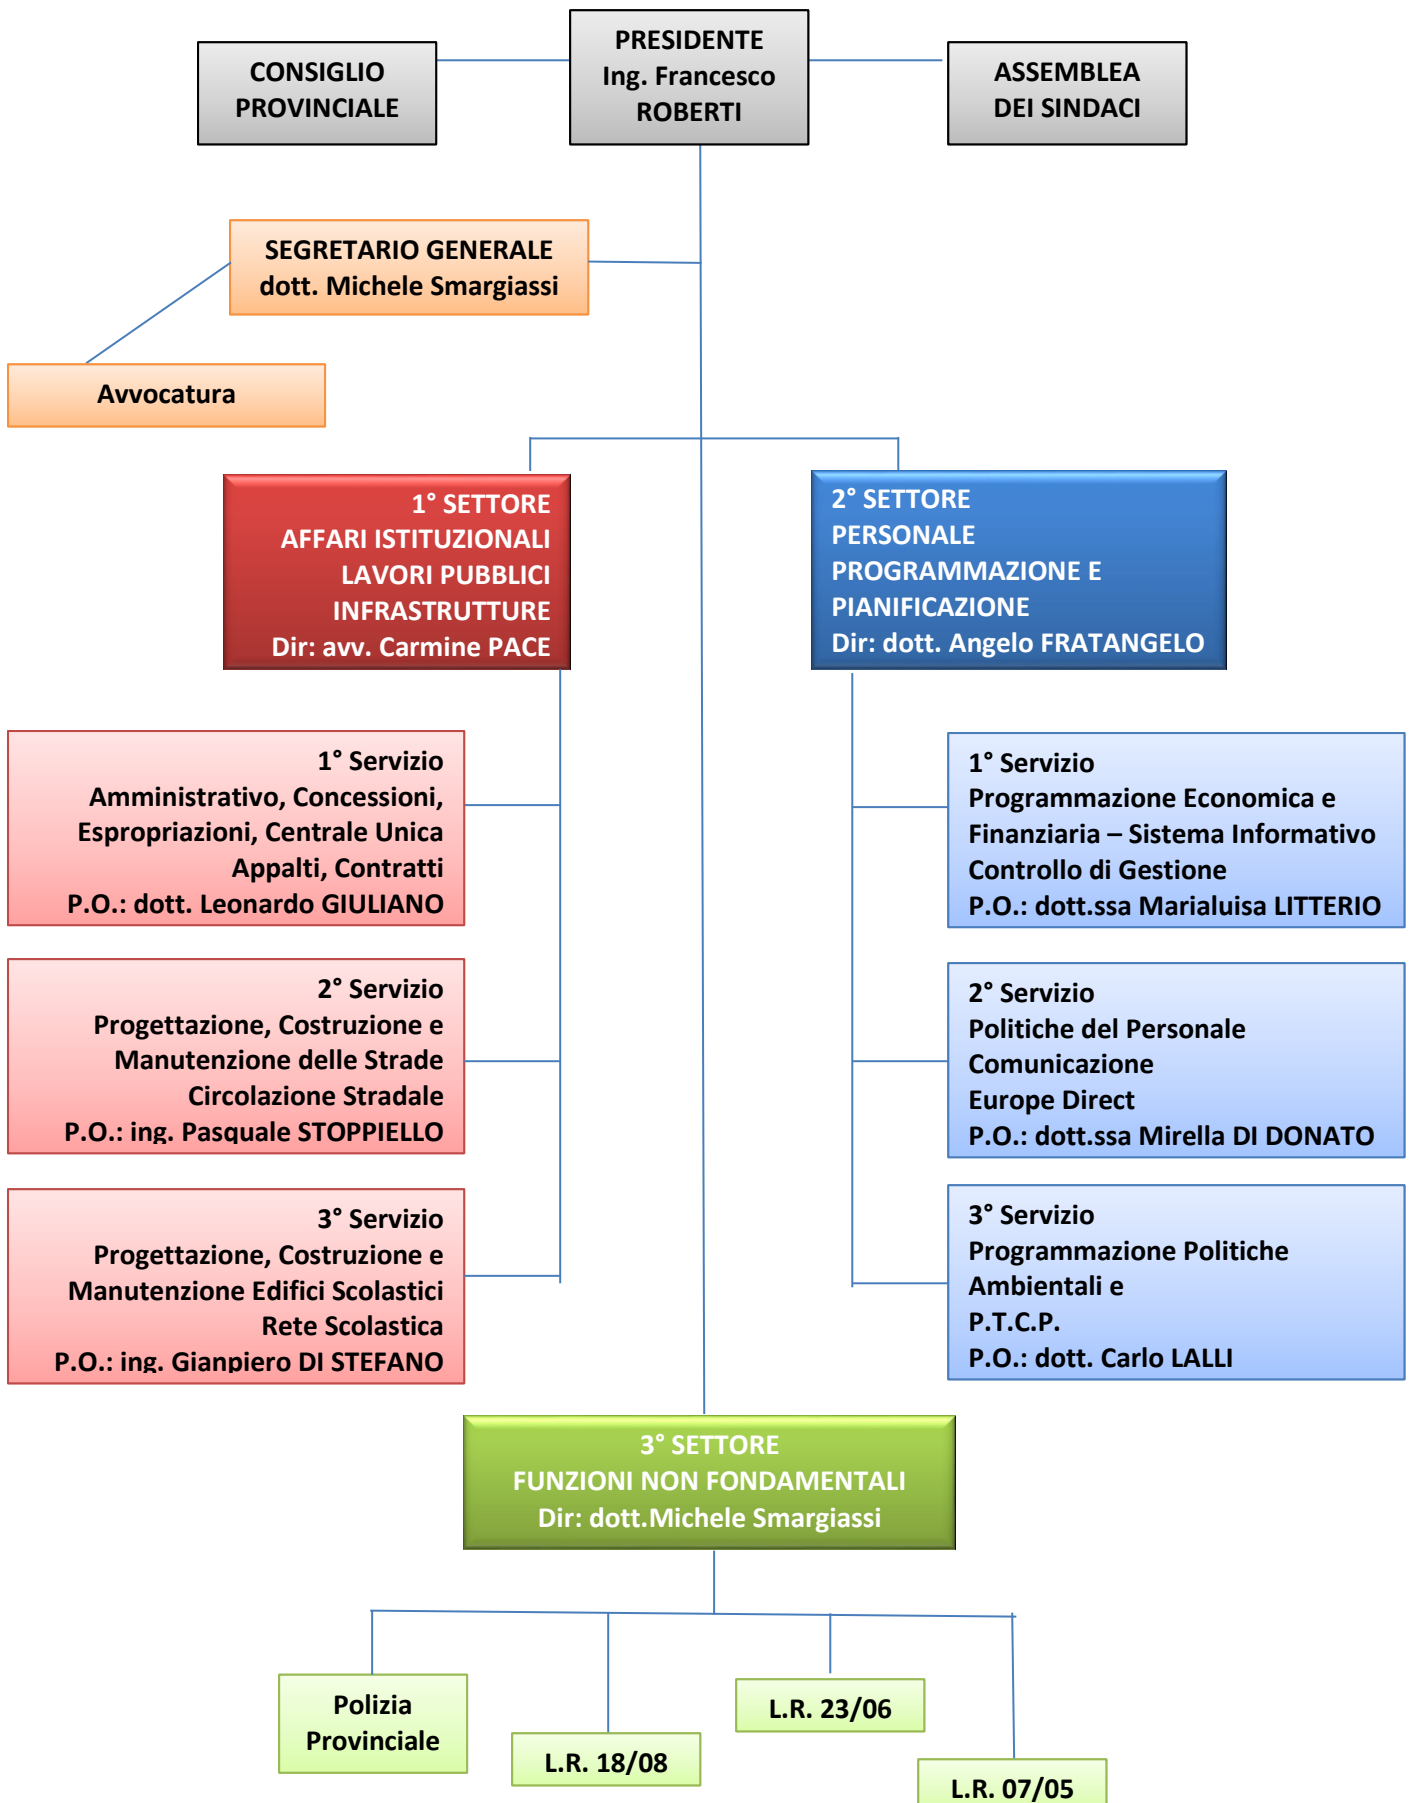 CONSIGLIO
PROVINCIALE
PRESIDENTE
Ing. Francesco
ROBERTI
ASSEMBLEA
DEI SINDACI
SEGRETARIO GENERALE
dott. Michele Smargiassi
Avvocatura
1° SETTORE
AFFARI ISTITUZIONALI
LAVORI PUBBLICI
INFRASTRUTTURE
Dir: avv. Carmine PACE
2° SETTORE
PERSONALE
PROGRAMMAZIONE E
PIANIFICAZIONE
Dir: dott. Angelo FRATANGELO
1° Servizio
Amministrativo, Concessioni,
Espropriazioni, Centrale Unica
Appalti, Contratti
P.O.: dott. Leonardo GIULIANO
1° Servizio
Programmazione Economica e
Finanziaria – Sistema Informativo
Controllo di Gestione
P.O.: dott.ssa Marialuisa LITTERIO
2° Servizio
Progettazione, Costruzione e
Manutenzione delle Strade
Circolazione Stradale
P.O.: ing. Pasquale STOPPIELLO
2° Servizio
Politiche del Personale
Comunicazione
Europe Direct
P.O.: dott.ssa Mirella DI DONATO
3° Servizio
Progettazione, Costruzione e
Manutenzione Edifici Scolastici
Rete Scolastica
P.O.: ing. Gianpiero DI STEFANO
3° Servizio
Programmazione Politiche
Ambientali e
P.T.C.P.
P.O.: dott. Carlo LALLI
3° SETTORE
FUNZIONI NON FONDAMENTALI
Dir: dott.Michele Smargiassi
Polizia
Provinciale
L.R. 18/08
L.R. 23/06
L.R. 07/05